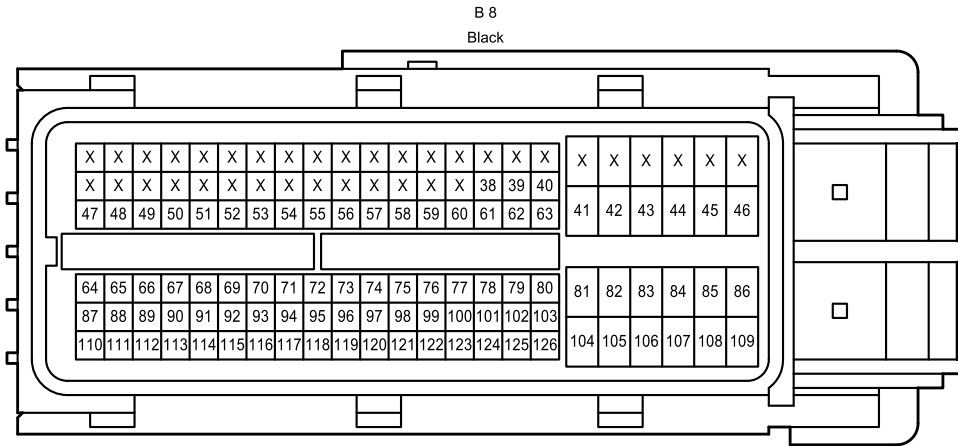 B 8
Black
X X X X X X X X X X X X X X X X X X X X X X X
X X X X X X X X X X X X X X 38 39 40
47 48 49 50 51 52 53 54 55 56 57 58 59 60 61 62 63 41 42 43 44 45 46
64 65 66 67 68 69 70 71 72 73 74 75 76 77 78 79 80 81 82 83 84 85 86
87 88 89 90 91 92 93 94 95 96 97 98 99 100 101 102 103
110 111 112 113 114 115 116 117 118 119 120 121 122 123 124 125 126 104 105 106 107 108 109